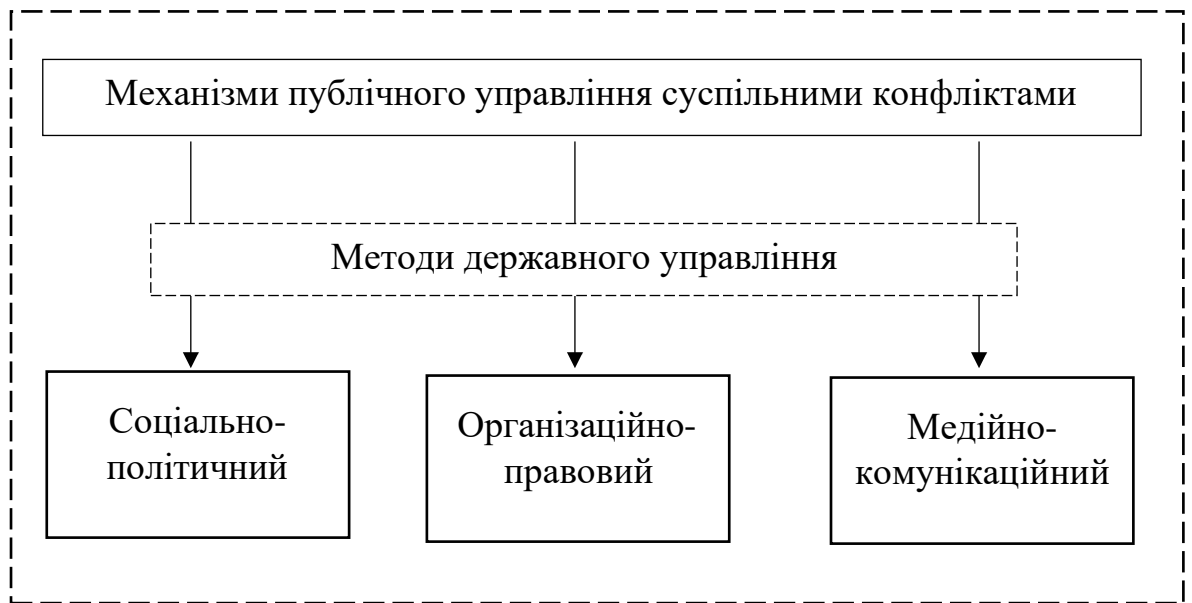 Механізми публічного управління суспільними конфліктами
Методи державного управління
Соціально-
політичний
Організаційно-
правовий
Медійно-
комунікаційний